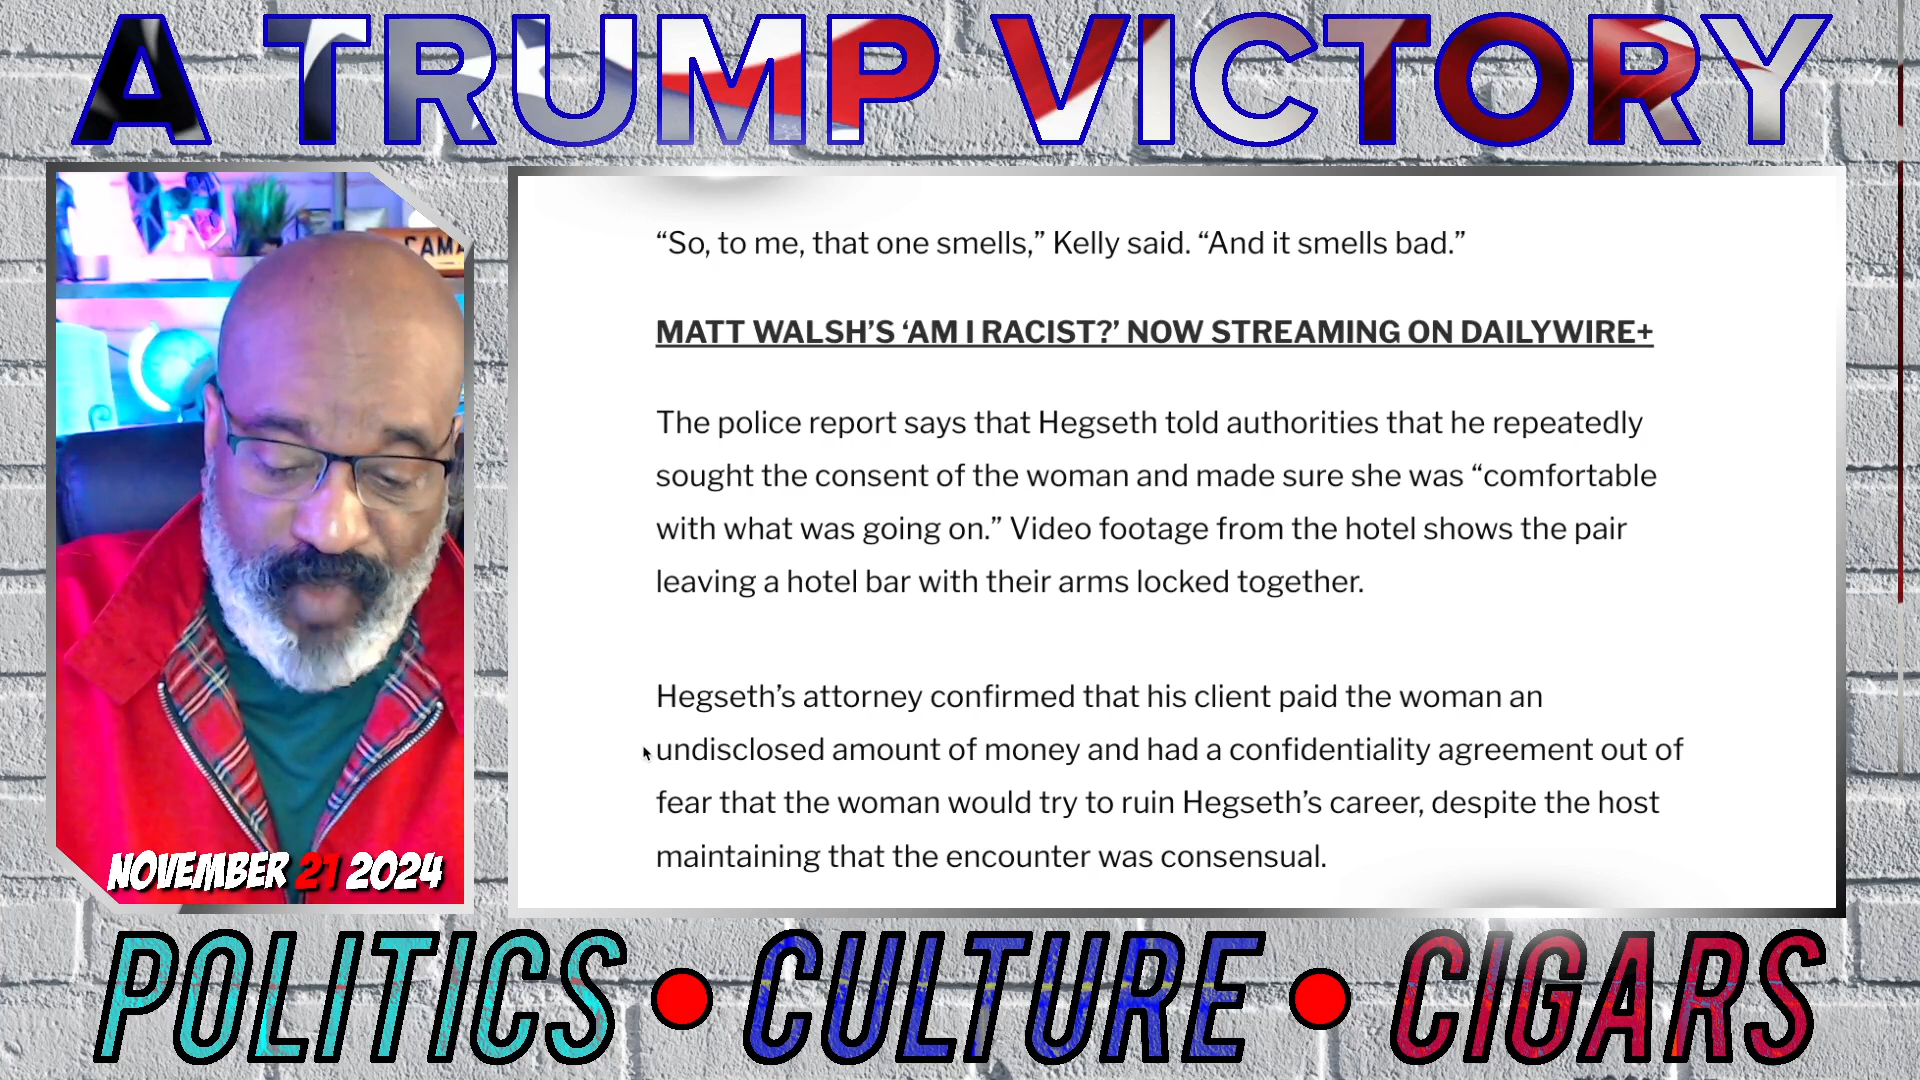 A TRUMP VICTORY
“So, to me, that one smells,” Kelly said. “And it smells bad.”
MATT WALSH’S ‘AM I RACIST?’ NOW STREAMING ON DAILYWIRE+
The police report says that Hegseth told authorities that he repeatedly
sought the consent of the woman and made sure she was “comfortable
with what was going on.” Video footage from the hotel shows the pair
leaving a hotel bar with their arms locked together.
Hegseth’s attorney confirmed that his client paid the woman an
undisclosed amount of money and had a confidentiality agreement out of
fear that the woman would try to ruin Hegseth’s career, despite the host
maintaining that the encounter was consensual.
NOVEMBER 21 2024
POLITICS • CULTURE • CIGARS